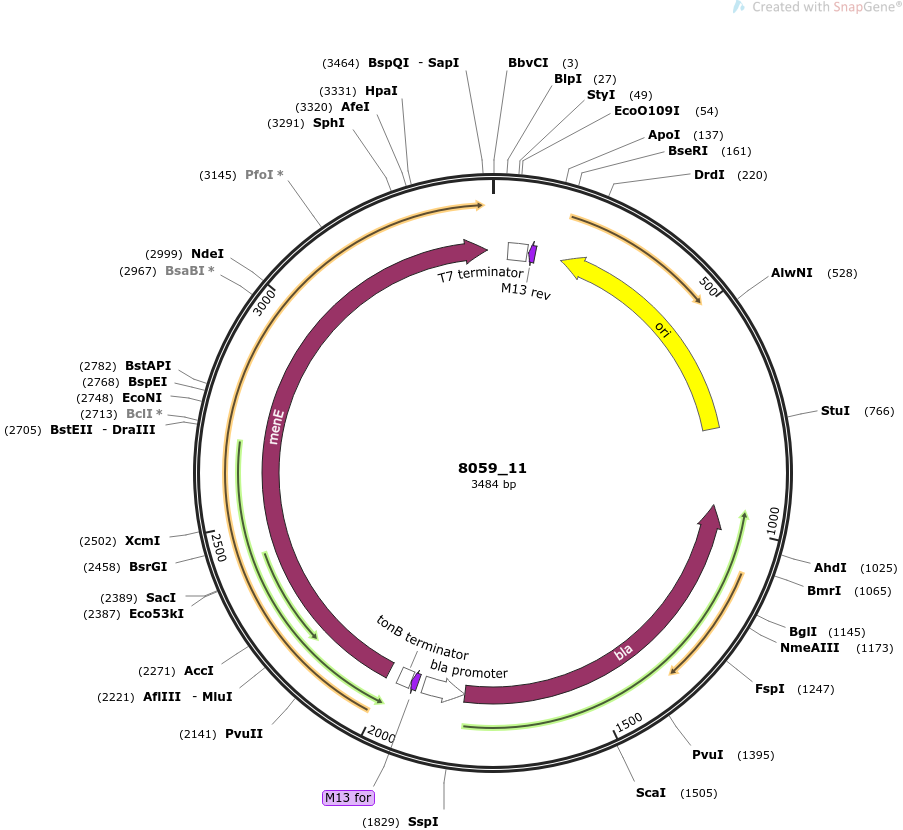 Created with SnapGene®
(3464) BspQI - SapI
(3331) HpaI
(3320) AfeI
(3291) SphI
(3145) PfoI *
(2999) NdeI
(2967) BsaBI *
(2782) BstAPI
(2768) BspEI
(2748) EcoNI
(2713) BclI *
(2705) BstEII - DraIII
(2502) XcmI
(2458) BsrGI
(2389) SacI
(2387) Eco53kI
(2271) AccI
(2221) AflIII - MluI
(2141) PvuII
(1829) SspI
BbvCI (3)
BlpI (27)
StyI (49)
EcoO109I (54)
ApoI (137)
BseRI (161)
DrdI (220)
AlwNI (528)
StuI (766)
AhdI (1025)
BmrI (1065)
BglI (1145)
NmeAIII (1173)
FspI (1247)
PvuI (1395)
ScaI (1505)
500
1000
1500
2000
2500
3000
T7 terminator
M13 rev
ori
menE
8059_11
3484 bp
tonB terminator
bla promoter
bla
M13 for